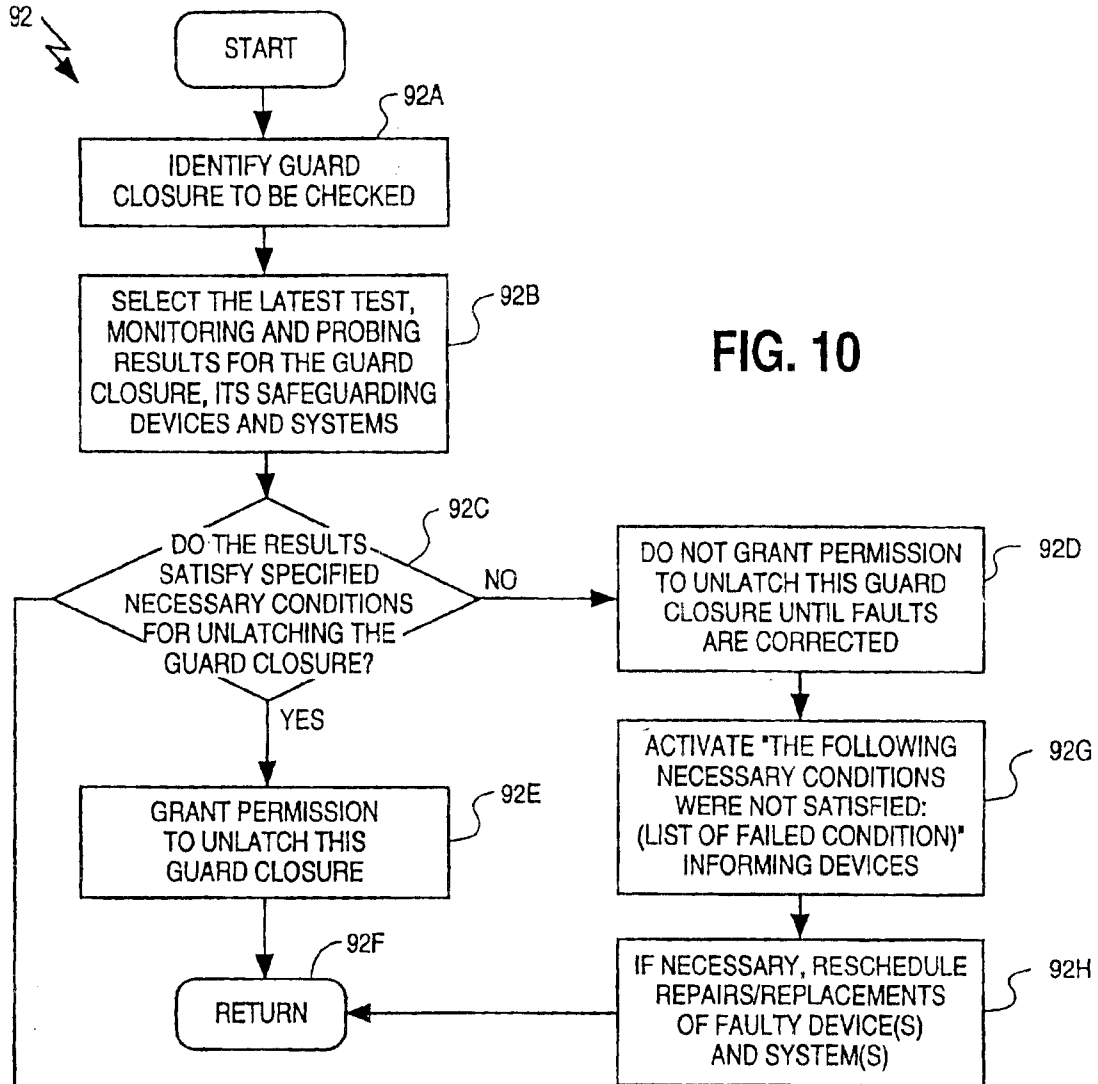 92
START
92A
IDENTIFY GUARD
CLOSURE TO BE CHECKED
92B
SELECT THE LATEST TEST,
MONITORING AND PROBING
RESULTS FOR THE GUARD
CLOSURE, ITS SAFEGUARDING
DEVICES AND SYSTEMS
FIG. 10
92C
DO THE RESULTS
SATISFY SPECIFIED
NECESSARY CONDITIONS
FOR UNLATCHING THE
GUARD CLOSURE?
NO
92D
DO NOT GRANT PERMISSION
TO UNLATCH THIS GUARD
CLOSURE UNTIL FAULTS
ARE CORRECTED
YES
92G
ACTIVATE "THE FOLLOWING
NECESSARY CONDITIONS
WERE NOT SATISFIED:
(LIST OF FAILED CONDITION)"
INFORMING DEVICES
92E
GRANT PERMISSION
TO UNLATCH THIS
GUARD CLOSURE
92F
RETURN
92H
IF NECESSARY, RESCHEDULE
REPAIRS/REPLACEMENTS
OF FAULTY DEVICE(S)
AND SYSTEM(S)